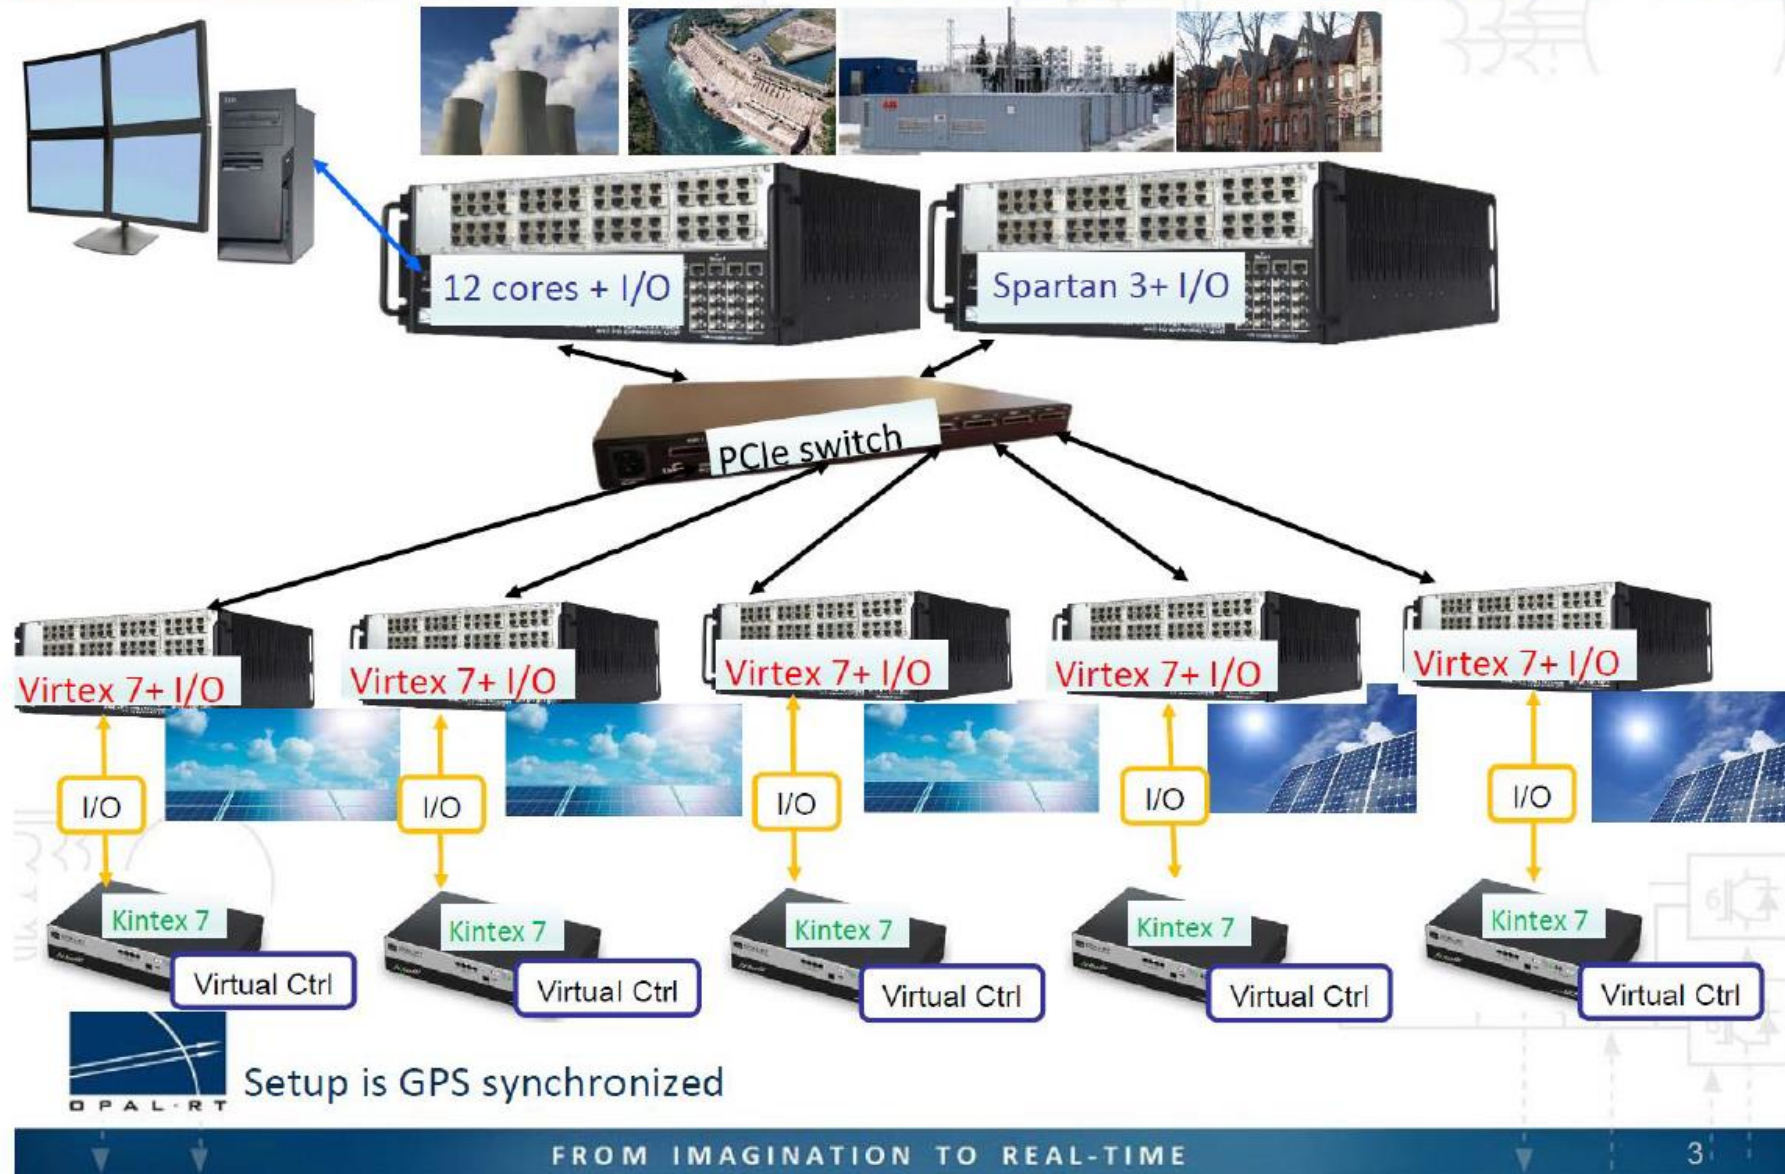 IBM
ABB
12 cores + I/O
Spartan 3+ I/O
PCIe switch
Virtex 7+ I/O
Virtex 7+ I/O
Virtex 7+ I/O
Virtex 7+ I/O
Virtex 7+ I/O
I/O
I/O
I/O
I/O
I/O
Kintex 7
Kintex 7
Kintex 7
Kintex 7
Kintex 7
Virtual Ctrl
Virtual Ctrl
Virtual Ctrl
Virtual Ctrl
Virtual Ctrl
OPAL-RT
Setup is GPS synchronized
FROM IMAGINATION TO REAL-TIME
3